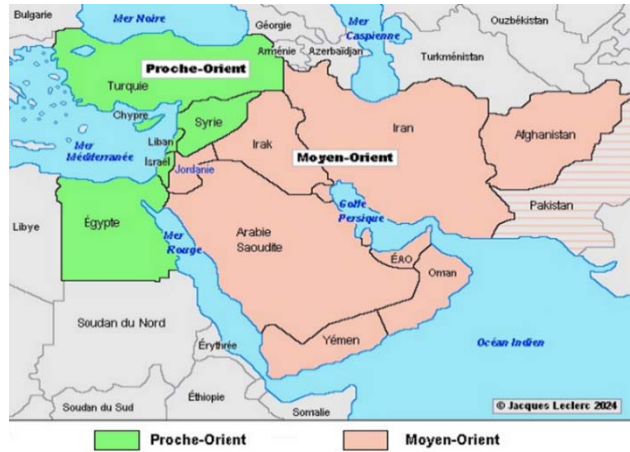 Bulgarie
Mer Noire
Géorgie
Mer
Caspienne
Ouzbékistan
Arménie
Azerbaïdjan
Turkménistan
Proche-Orient
Turquie
Chypre
Syrie
Mer
Méditerranée
Liban
Israël
Irak
Iran
Afghanistan
Jordanie
Moyen-Orient
Pakistan
Libye
Égypte
Golfe
Persique
Mer
Rouge
Arabie
Saoudite
ÉAO
Oman
Soudan du Nord
Érythrée
Yémen
Océan Indien
Éthiopie
Soudan du Sud
Somalie
© Jacques Leclerc 2024
Proche-Orient
Moyen-Orient